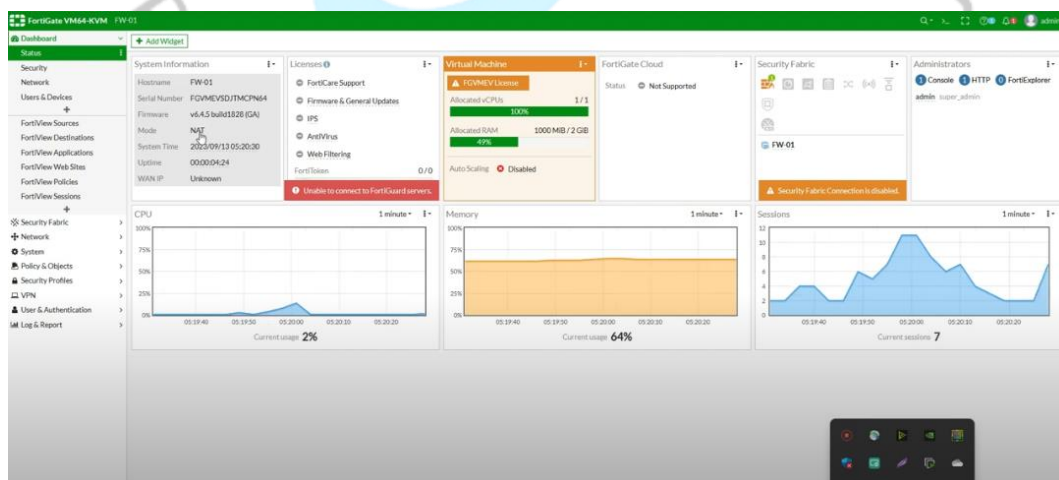 FortiGate VM64-KVM FW-01
admin
Dashboard
Status
Security
Network
Users & Devices
FortiView Sources
FortiView Destinations
FortiView Applications
FortiView Web Sites
FortiView Policies
FortiView Sessions
Security Fabric
Network
System
Policy & Objects
Security Profiles
VPN
User & Authentication
Log & Report
+ Add Widget
System Information
Hostname FW-01
Serial Number FGVMEVSDJTMCPN64
Firmware v6.4.5 build1828 (GA)
Mode NAT
System Time 2023/09/13 05:20:30
Uptime 00:00:04:24
WAN IP Unknown
Licenses
FortiCare Support
Firmware & General Updates
IPS
AntiVirus
Web Filtering
FortiToken 0/0
Unable to connect to FortiGuard servers.
Virtual Machine
FGVMEV License
Allocated vCPUs 1/1
100%
Allocated RAM 1000 MiB / 2 GiB
49%
Auto Scaling Disabled
FortiGate Cloud
Status Not Supported
Security Fabric
FW-01
Security Fabric Connection is disabled.
Administrators
1 Console 1 HTTP 0 FortiExplorer
admin super_admin
CPU 1 minute
100%
75%
50%
25%
0%
05:19:40 05:19:50 05:20:00 05:20:10 05:20:20
Current usage 2%
Memory 1 minute
100%
75%
50%
25%
0%
05:19:40 05:19:50 05:20:00 05:20:10 05:20:20
Current usage 64%
Sessions 1 minute
12
10
8
6
4
2
0
05:19:40 05:19:50 05:20:00 05:20:10 05:20:20
Current sessions 7